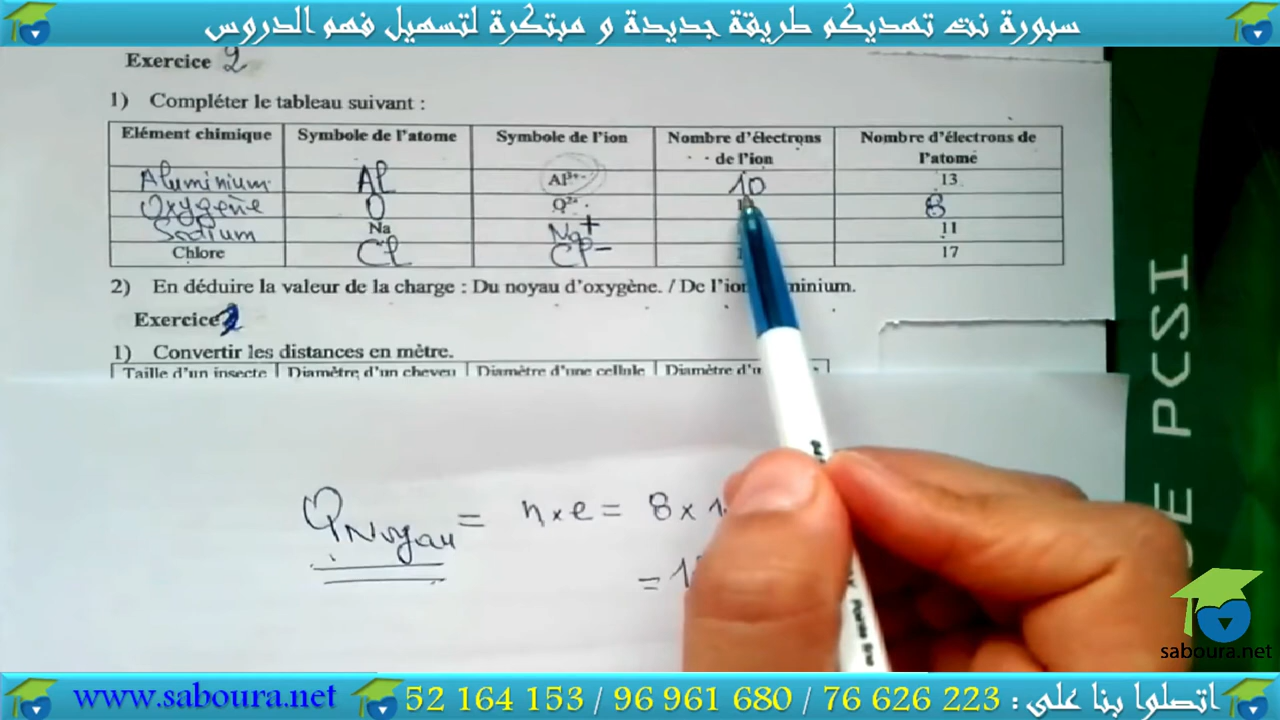 سبورة نت تهديكم طريقة جديدة و مبتكرة لتسهيل فهم الدروس
Exercice 2
1) Compléter le tableau suivant :
Elément chimique Symbole de l'atome Symbole de l'ion Nombre d'électrons de l'ion Nombre d'électrons de l'atome
Aluminium Al Al³⁺ 10 13
Oxygène O O²⁻ 8
Sodium Na Na⁺ 11
Chlore Cl Cl⁻ 17
2) En déduire la valeur de la charge : Du noyau d'oxygène. / De l'ion
Exercice 2
1) Convertir les distances en mètre.
Taille d'un insecte Diamètre d'un cheveu Diamètre d'une cellule Diamètre
Q Noyau = n x e = 8 x
=
E PCSI
saboura.net
www.saboura.net 52 164 153 / 96 961 680 / 76 626 223 : اتصلوا بنا على